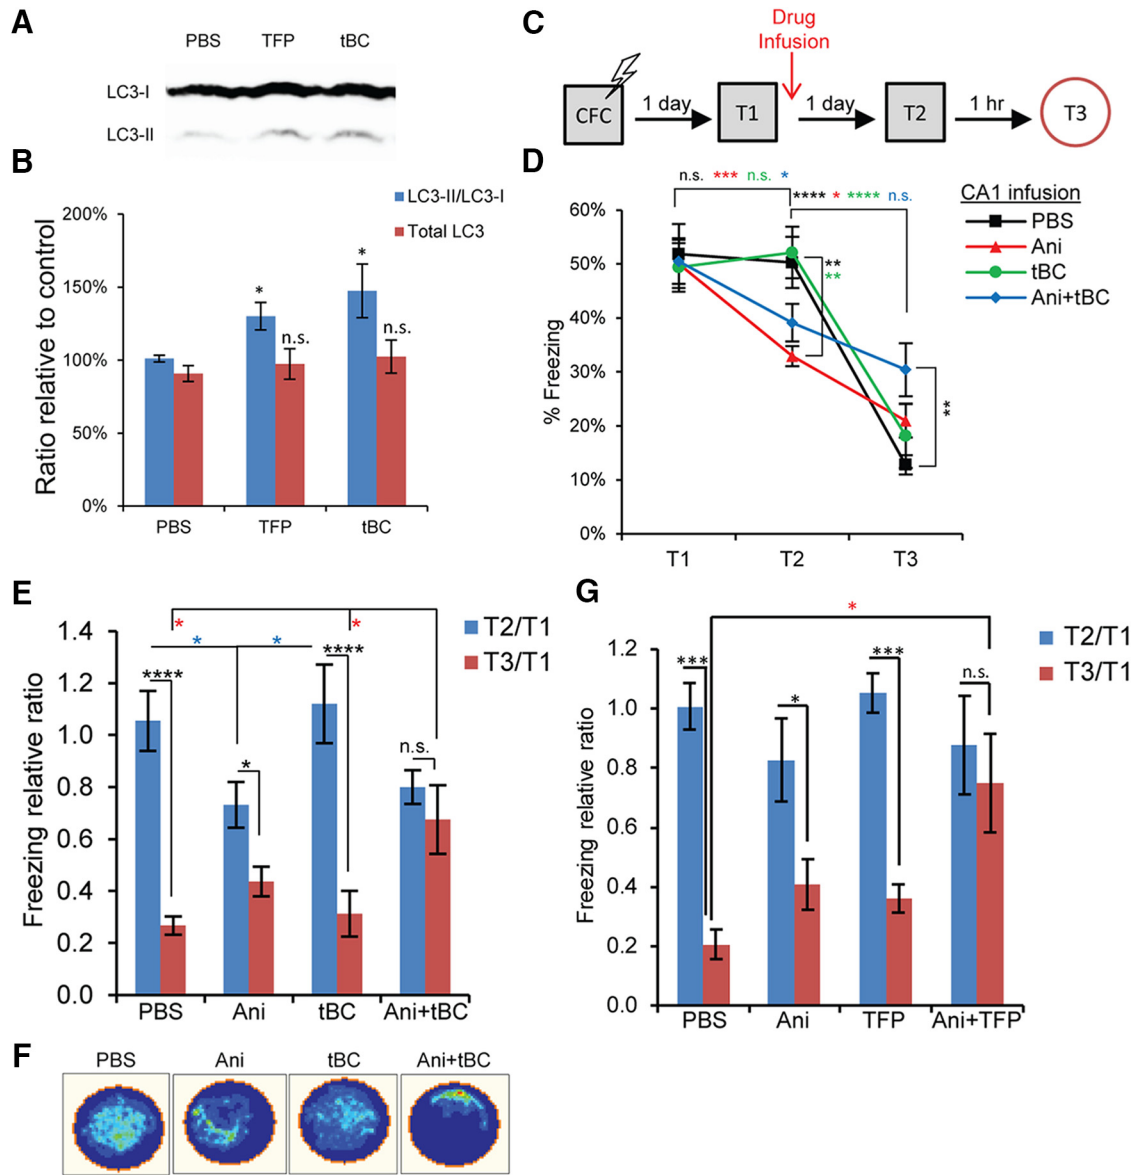 A
PBS TFP tBC
LC3-I
LC3-II
B
LC3-II/LC3-I
Total LC3
Ratio relative to control
200%
150%
100%
50%
0%
* * n.s. n.s.
PBS TFP tBC
C
Drug
Infusion
CFC 1 day T1 1 day T2 1 hr T3
D
n.s. *** n.s. *
**** * **** n.s.
CA1 infusion
PBS
Ani
tBC
Ani+tBC
% Freezing
60%
50%
40%
30%
20%
10%
0%
**
**
**
T1 T2 T3
E
T2/T1
T3/T1
Freezing relative ratio
1.4
1.2
1.0
0.8
0.6
0.4
0.2
0.0
* *
* *
**** * **** n.s.
PBS Ani tBC Ani+tBC
G
T2/T1
T3/T1
Freezing relative ratio
1.2
1.0
0.8
0.6
0.4
0.2
0.0
*
*** * *** n.s.
PBS Ani TFP Ani+TFP
F
PBS Ani tBC Ani+tBC